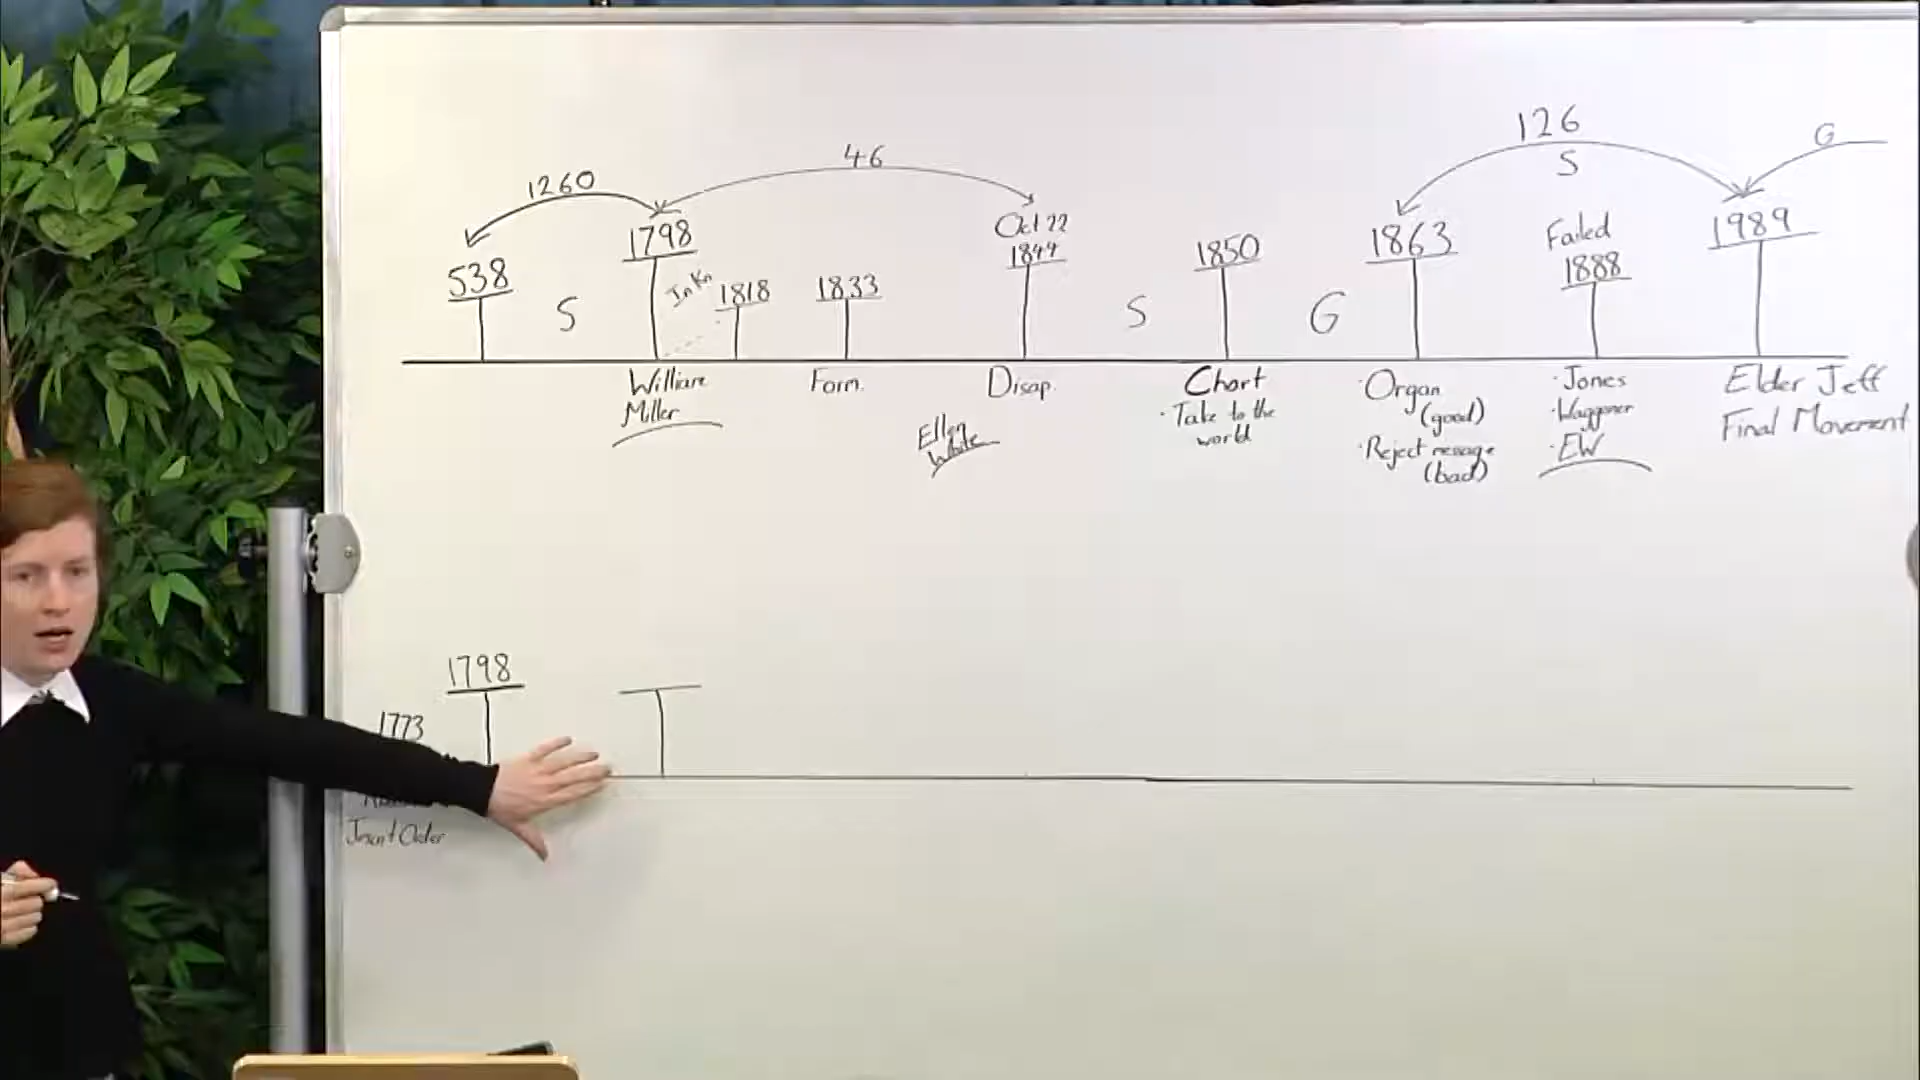 126
G
46
S
1260
Oct 22
Failed
1798
1863
1989
538
1844
1850
1888
In Kn
1818
1833
S
S
G
William
Miller
Form.
Disap.
Chart
· Take to the
world
· Organ
(good)
· Reject message
(bad)
· Jones
· Waggoner
· EW
Elder Jeff
Final Movement
Ellen
White
1798
1773
Jesuit Order